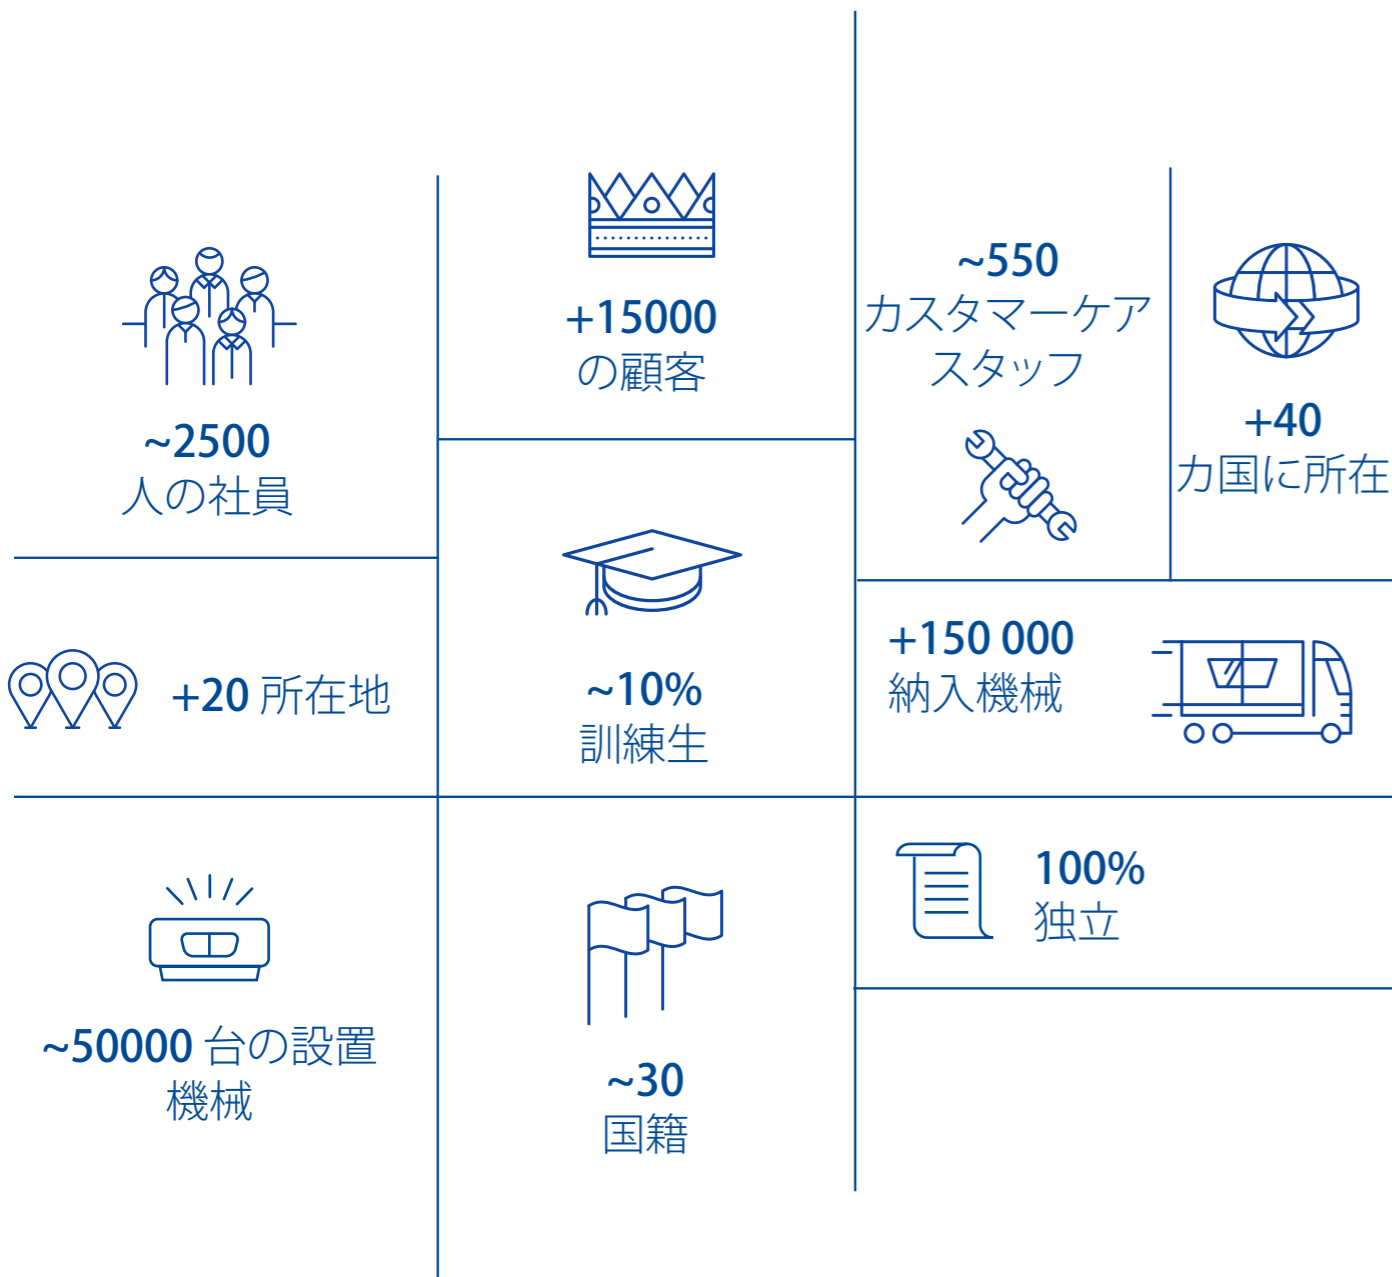 ~2500
人の社員
+15000
の顧客
~550
カスタマーケア
スタッフ
+40
カ国に所在
+20 所在地
~10%
訓練生
+150 000
納入機械
~50000 台の設置
機械
~30
国籍
100%
独立